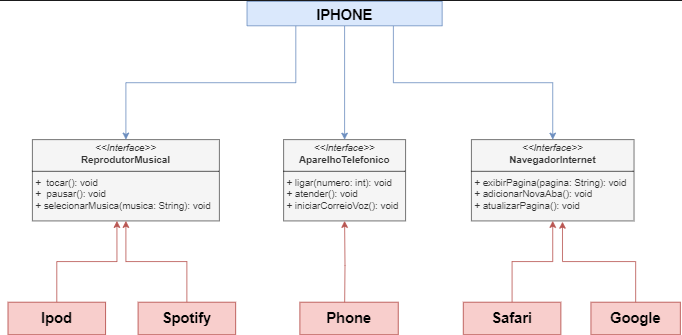 IPHONE
<<Interface>>
ReprodutorMusical
+ tocar(): void
+ pausar(): void
+ selecionarMusica(musica: String): void
<<Interface>>
AparelhoTelefonico
+ ligar(numero: int): void
+ atender(): void
+ iniciarCorreioVoz(): void
<<Interface>>
NavegadorInternet
+ exibirPagina(pagina: String): void
+ adicionarNovaAba(): void
+ atualizarPagina(): void
Ipod
Spotify
Phone
Safari
Google